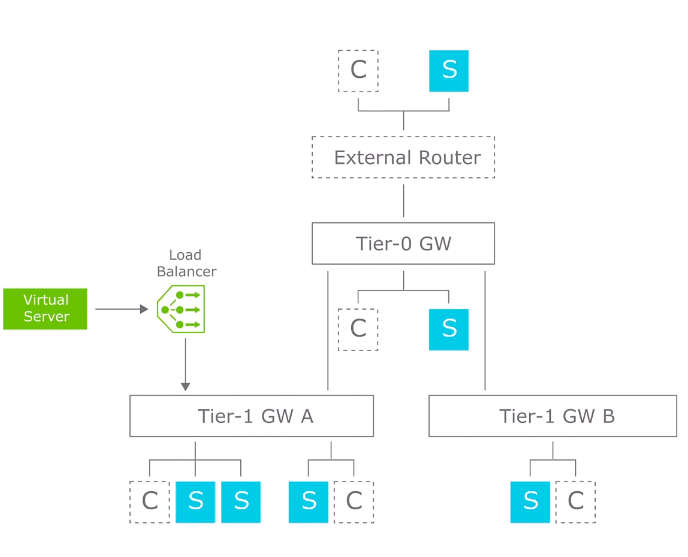 C S
External Router
Tier-0 GW
Load
Balancer
Virtual
Server
C S
Tier-1 GW A
Tier-1 GW B
C S S S C S C